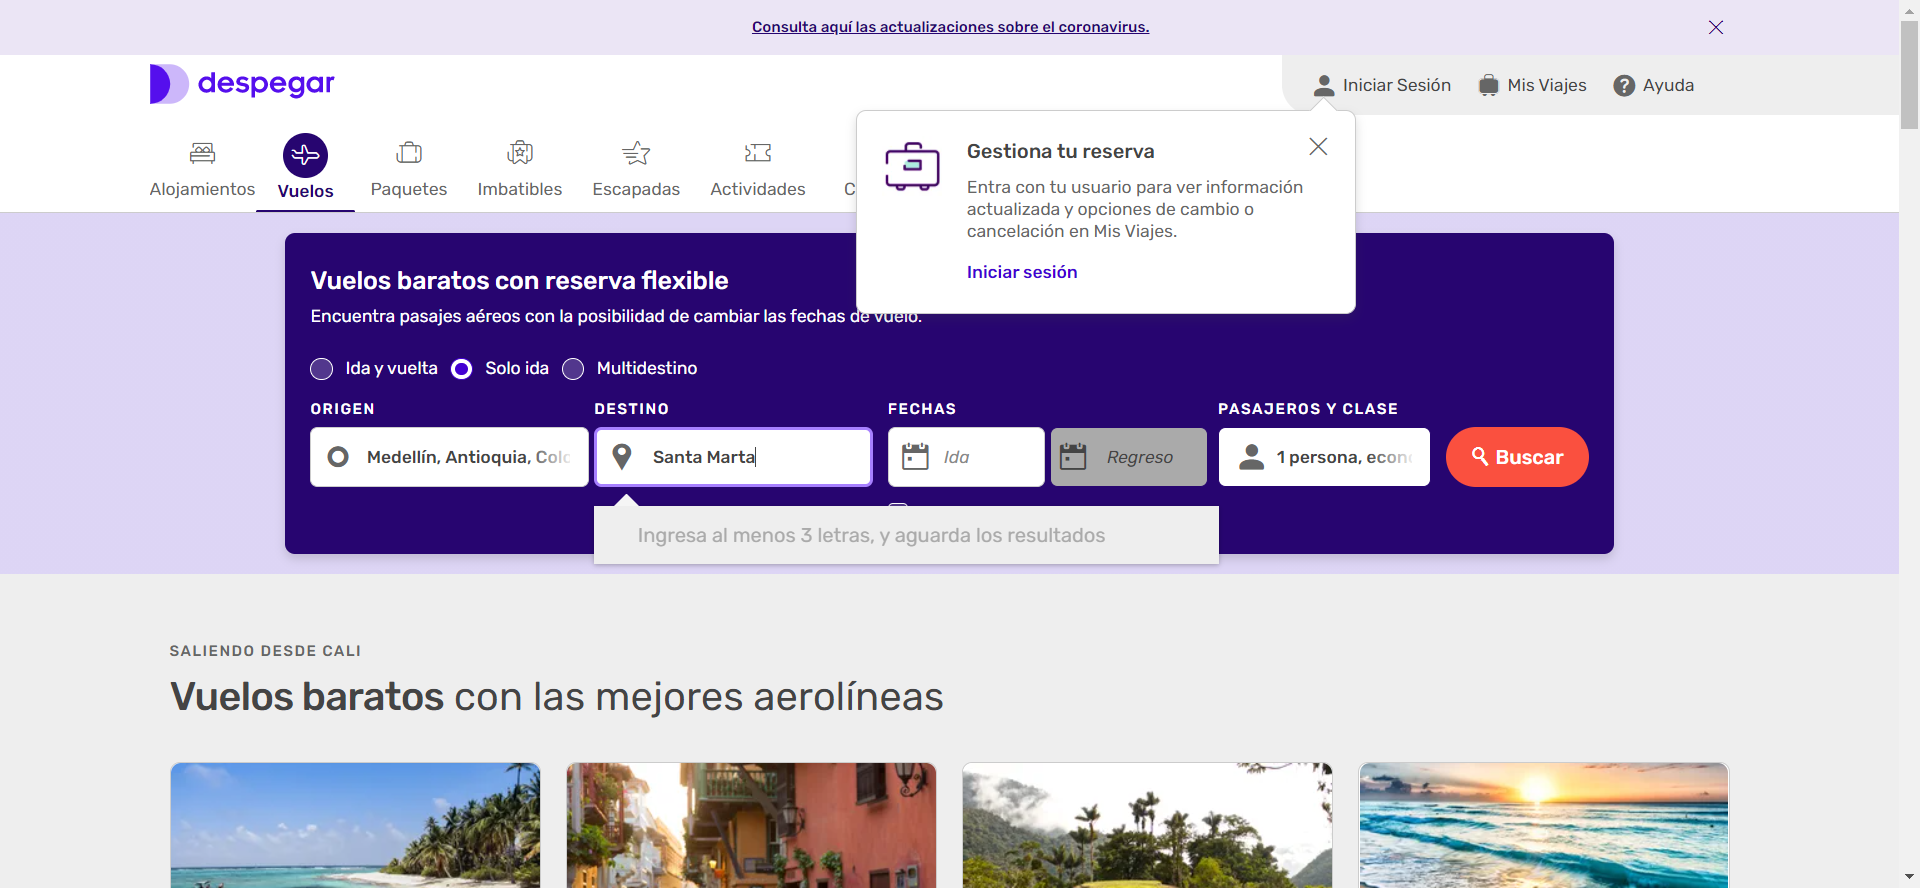 Consulta aquí las actualizaciones sobre el coronavirus.
despegar
Iniciar Sesión
Mis Viajes
? Ayuda
Alojamientos
Vuelos
Paquetes
Imbatibles
Escapadas
Actividades
C
Gestiona tu reserva
Entra con tu usuario para ver información
actualizada y opciones de cambio o
cancelación en Mis Viajes.
Iniciar sesión
Vuelos baratos con reserva flexible
Encuentra pasajes aéreos con la posibilidad de cambiar las fechas de vuelo.
Ida y vuelta
Solo ida
Multidestino
ORIGEN
DESTINO
FECHAS
PASAJEROS Y CLASE
Medellín, Antioquia, Colo
Santa Marta
Ida
Regreso
1 persona, econo
Buscar
Ingresa al menos 3 letras, y aguarda los resultados
SALIENDO DESDE CALI
Vuelos baratos con las mejores aerolíneas